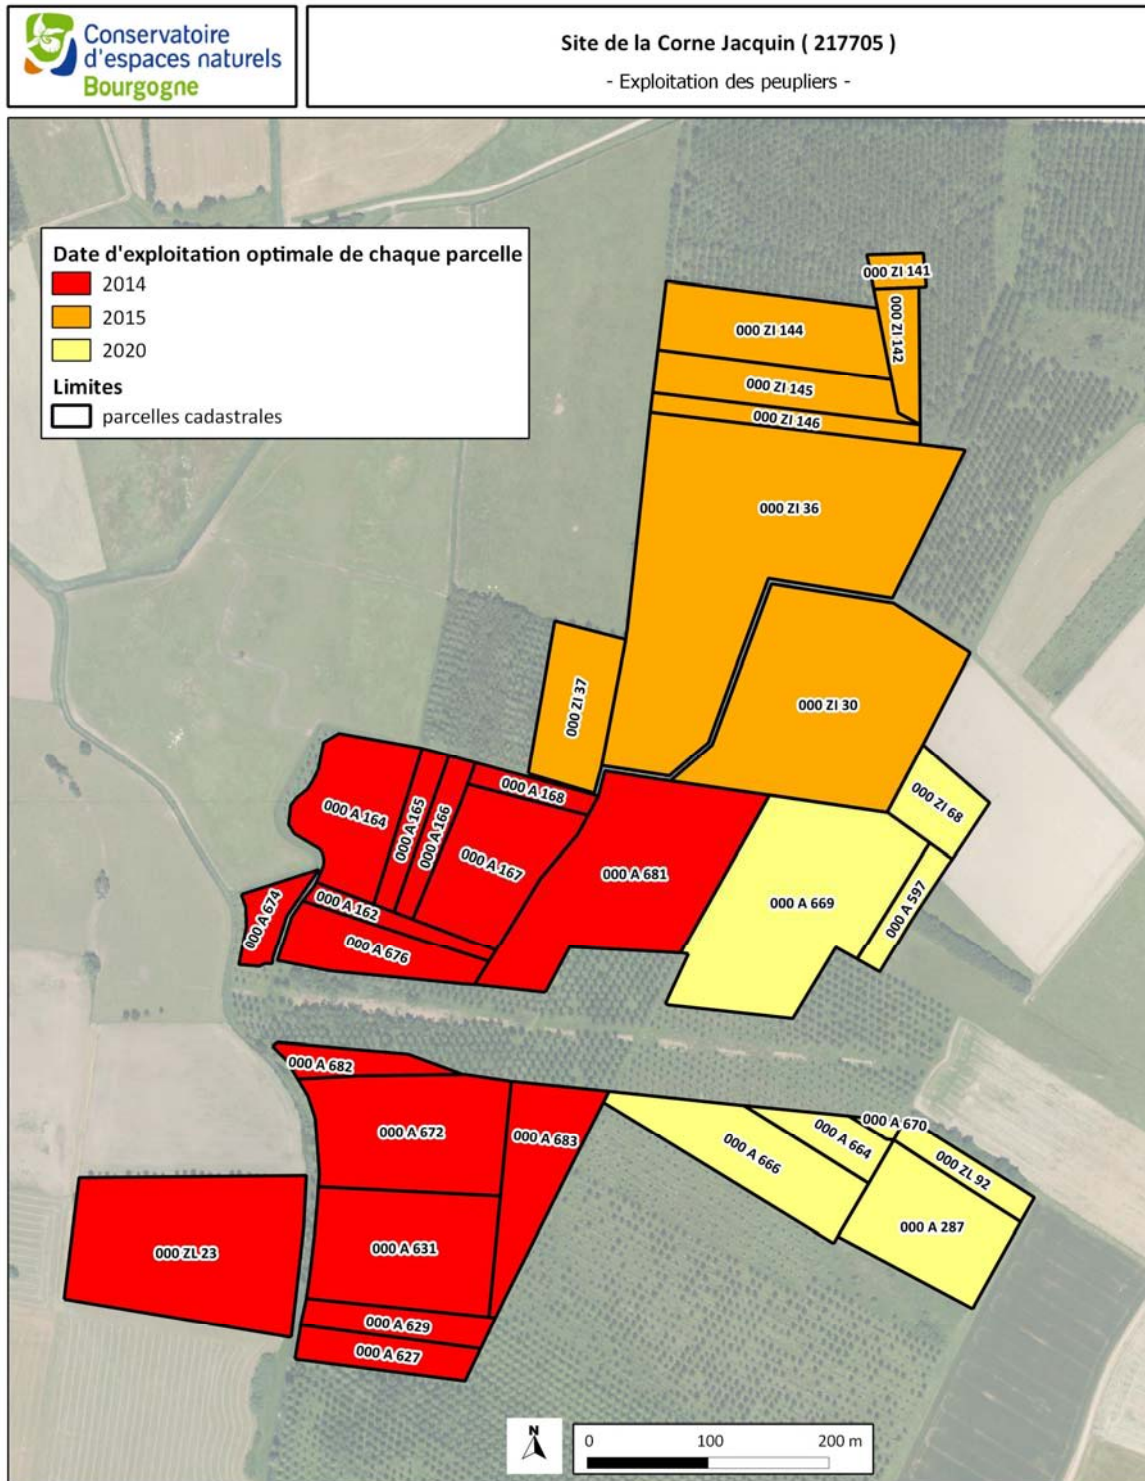 Conservatoire
d'espaces naturels
Bourgogne
Site de la Corne Jacquin ( 217705 )
- Exploitation des peupliers -
Date d'exploitation optimale de chaque parcelle
2014
2015
2020
Limites
parcelles cadastrales
000 ZI 141
000 ZI 142
000 ZI 144
000 ZI 145
000 ZI 146
000 ZI 36
000 ZI 37
000 ZI 30
000 ZI 68
000 A 168
000 A 164
000 A 165
000 A 166
000 A 167
000 A 681
000 A 669
000 A 597
000 A 674
000 A 162
000 A 676
000 A 682
000 A 672
000 A 683
000 A 670
000 A 664
000 A 666
000 ZL 92
000 A 287
000 ZL 23
000 A 631
000 A 629
000 A 627
N
0 100 200 m